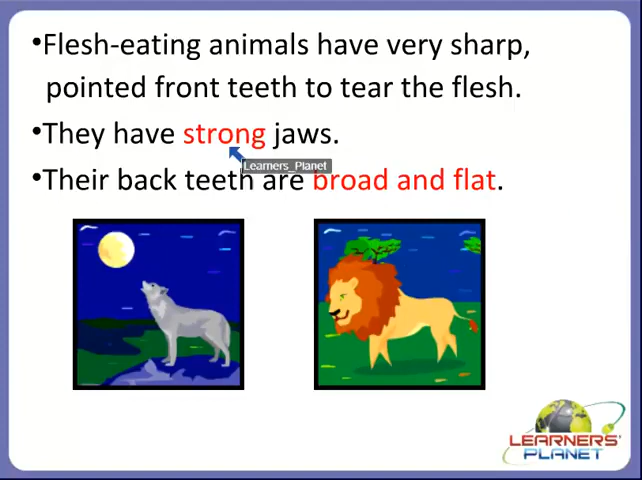 •Flesh-eating animals have very sharp,
pointed front teeth to tear the flesh.
•They have strong jaws.
Learners_Planet
•Their back teeth are broad and flat.
LEARNERS'
PLANET